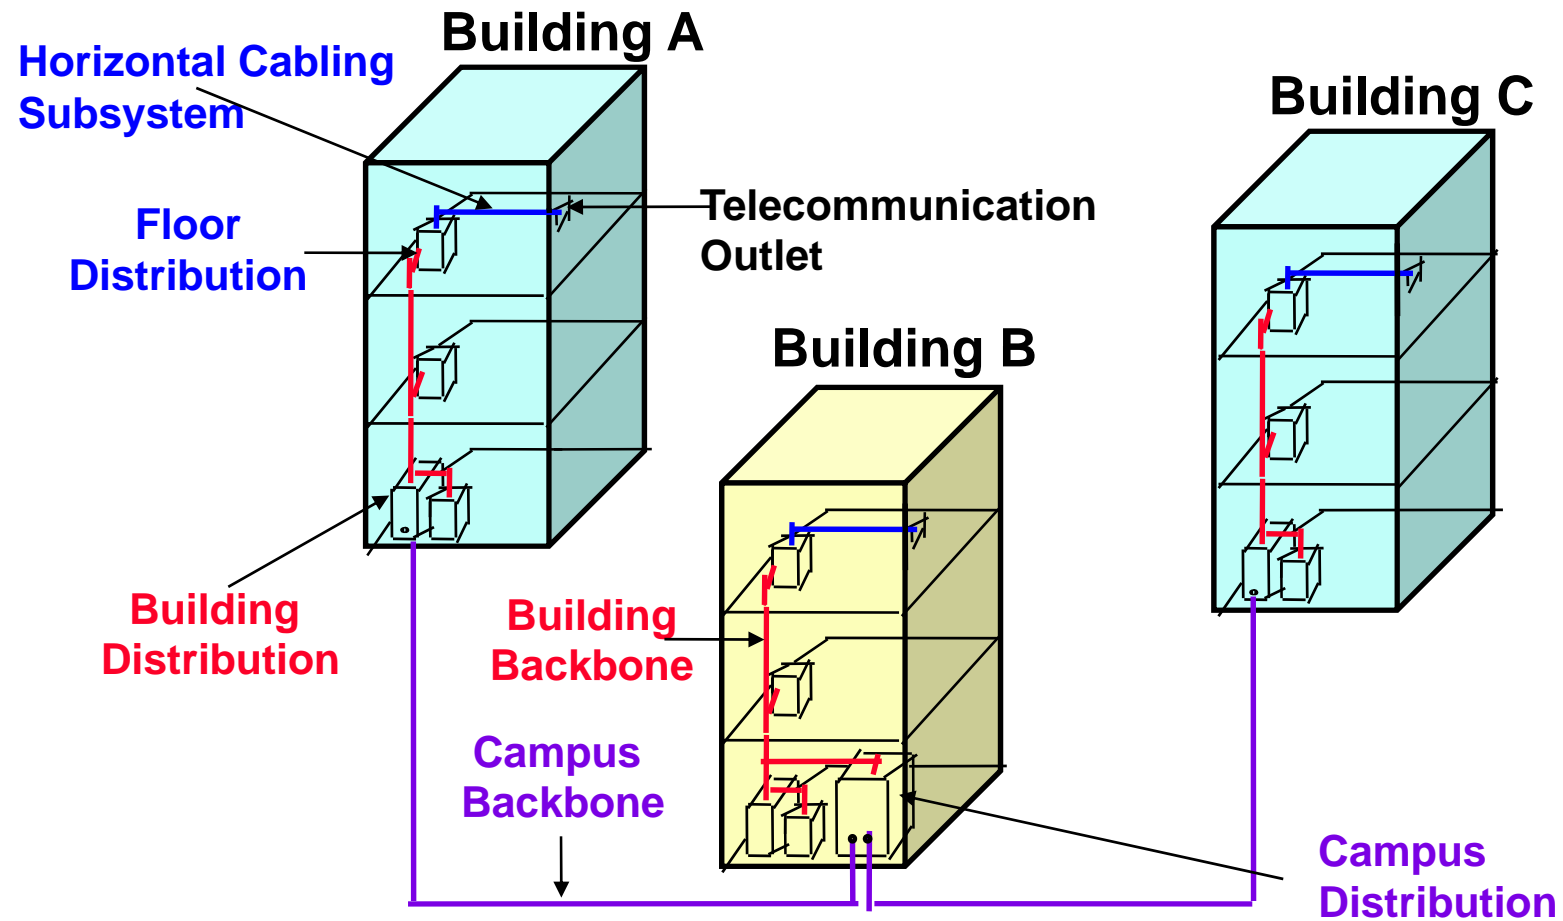 Building A
Horizontal Cabling
Subsystem
Building C
Floor
Distribution
Telecommunication
Outlet
Building B
Building
Distribution
Building
Backbone
Campus
Backbone
Campus
Distribution